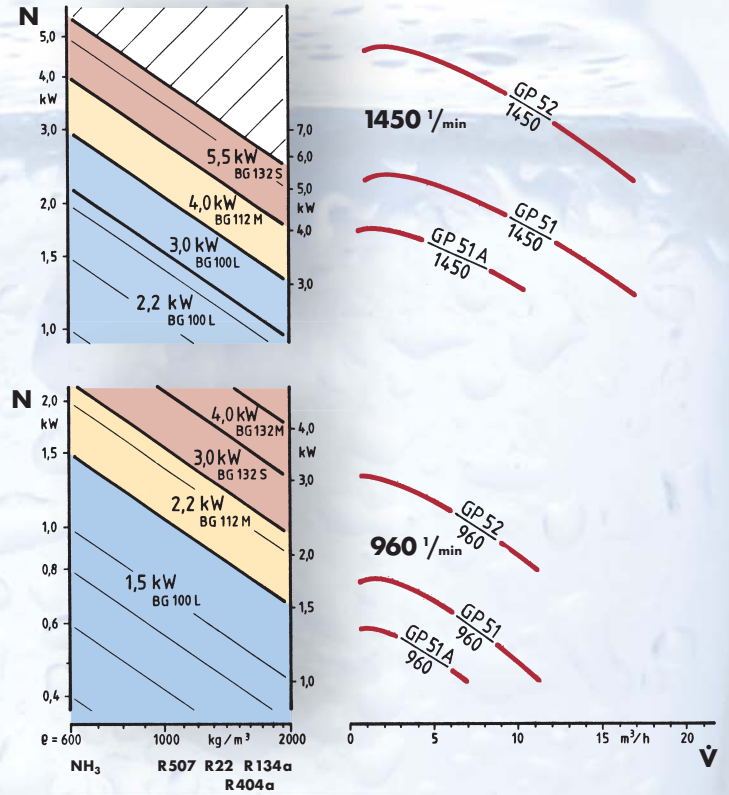 N
5,0
4,0
kW
3,0
2,0
1,5
1,0
5,5 kW
BG 132 S
4,0 kW
BG 112 M
3,0 kW
BG 100 L
2,2 kW
BG 100 L
7,0
6,0
5,0
kW
4,0
3,0
1450 1/min
GP 52
1450
GP 51
1450
GP 51 A
1450
N
2,0
kW
1,5
1,0
0,8
0,6
0,4
4,0 kW
BG 132 M
3,0 kW
BG 132 S
2,2 kW
BG 112 M
1,5 kW
BG 100 L
4,0
kW
3,0
2,0
1,5
1,0
960 1/min
GP 52
960
GP 51
960
GP 51 A
960
ϱ = 600 1000 kg/m³ 2000
NH₃ R507 R22 R134a
R404a
0 5 10 15 m³/h 20
V̇